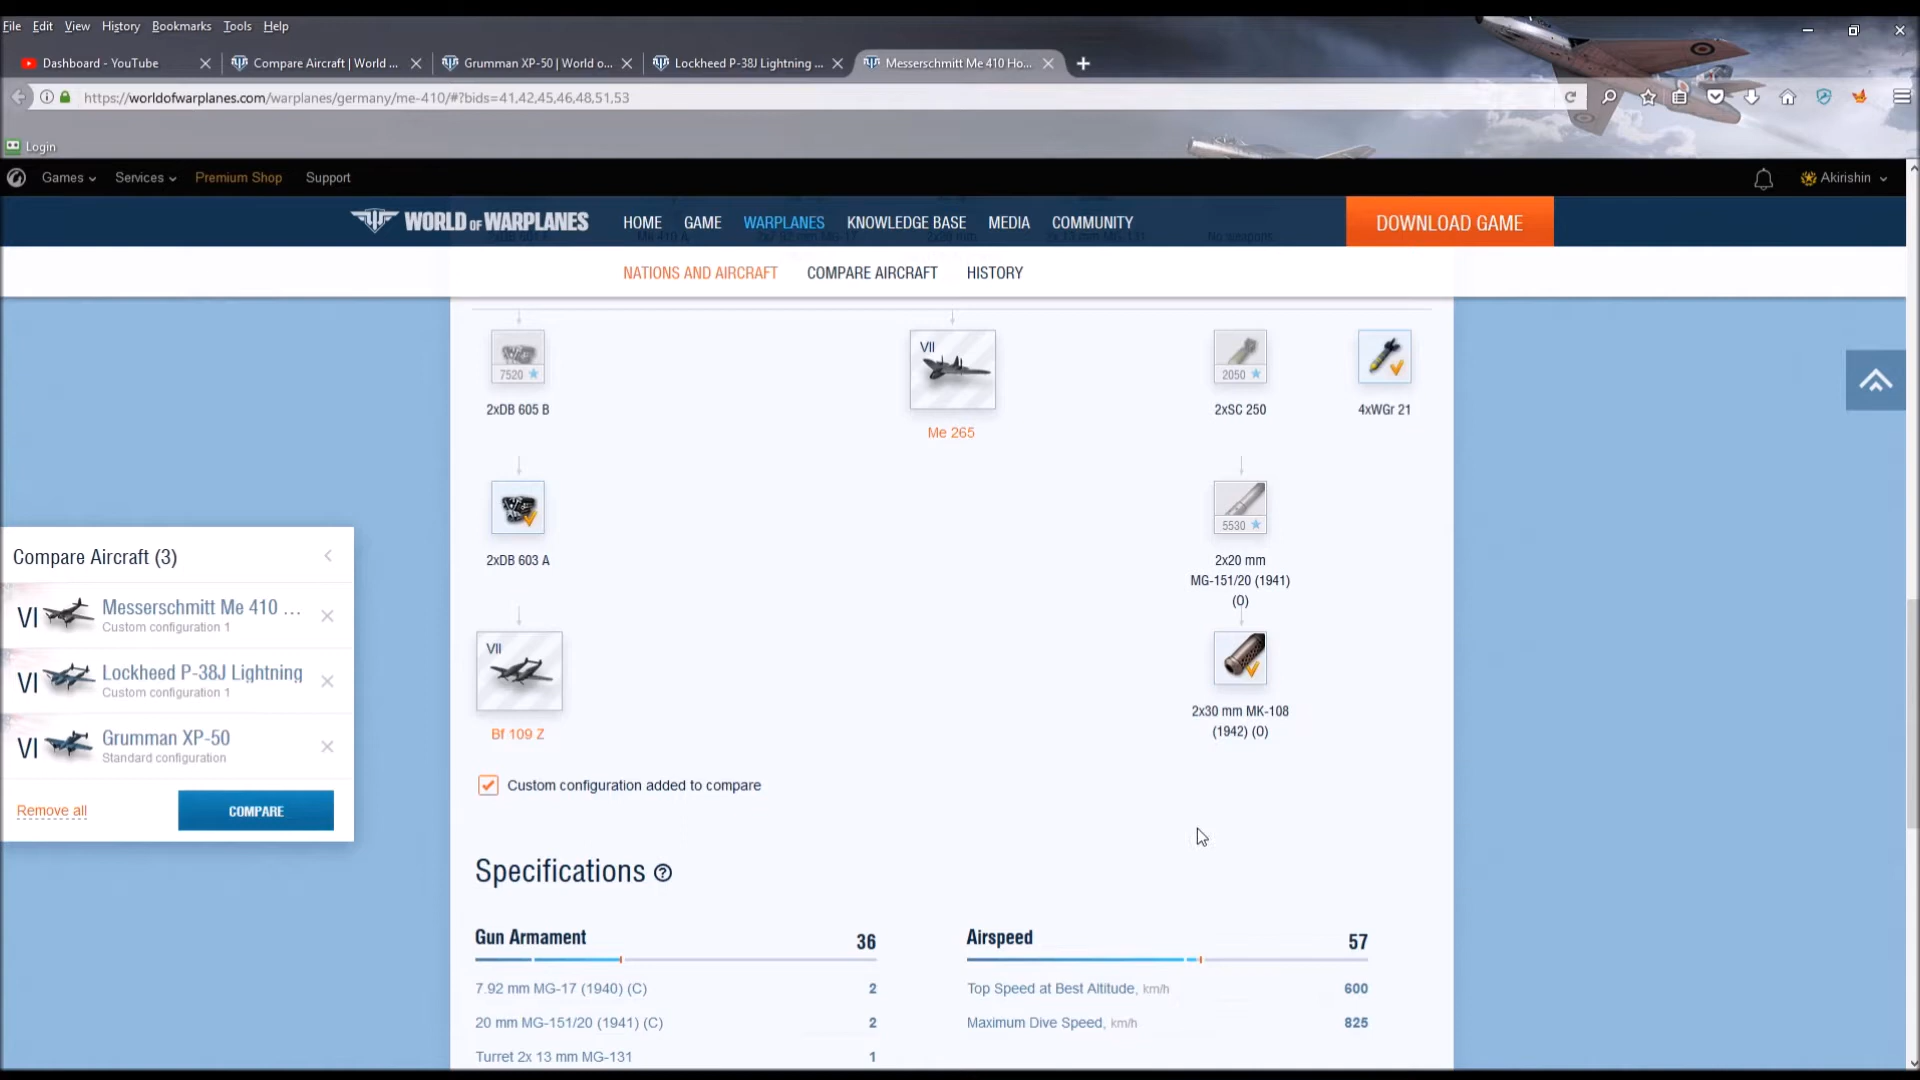 File Edit View History Bookmarks Tools Help
Dashboard - YouTube
Compare Aircraft | World ...
Grumman XP-50 | World o...
Lockheed P-38J Lightning ...
Messerschmitt Me 410 Ho...
https://worldofwarplanes.com/warplanes/germany/me-410/#?bids=41,42,45,46,48,51,53
Login
Games Services Premium Shop Support
Akirishin
WORLD OF WARPLANES
HOME GAME WARPLANES KNOWLEDGE BASE MEDIA COMMUNITY
DOWNLOAD GAME
No weapons
NATIONS AND AIRCRAFT COMPARE AIRCRAFT HISTORY
7520
2xDB 605 B
VII
Me 265
2050
2xSC 250
4xWGr 21
2xDB 603 A
5530
2x20 mm
MG-151/20 (1941)
(O)
VII
Bf 109 Z
2x30 mm MK-108
(1942) (O)
Compare Aircraft (3)
VI Messerschmitt Me 410 ...
Custom configuration 1
VI Lockheed P-38J Lightning
Custom configuration 1
VI Grumman XP-50
Standard configuration
Remove all
COMPARE
Custom configuration added to compare
Specifications ?
Gun Armament 36
7.92 mm MG-17 (1940) (C) 2
20 mm MG-151/20 (1941) (C) 2
Turret 2x 13 mm MG-131 1
Airspeed 57
Top Speed at Best Altitude, km/h 600
Maximum Dive Speed, km/h 825